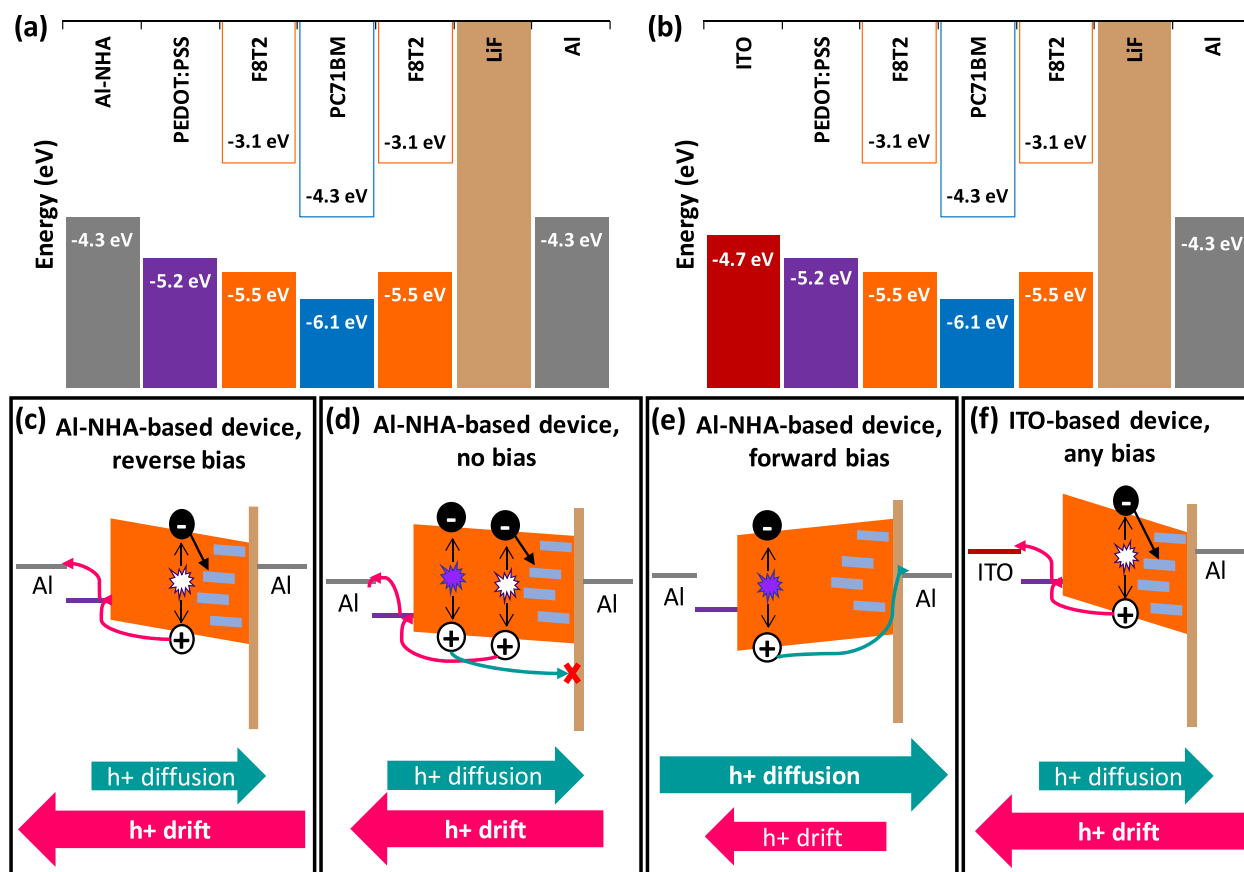 (a)
Al-NHA
PEDOT:PSS
F8T2
PC71BM
F8T2
LiF
Al
Energy (eV)
-3.1 eV
-3.1 eV
-4.3 eV
-4.3 eV
-4.3 eV
-5.2 eV
-5.5 eV
-5.5 eV
-6.1 eV
(b)
ITO
PEDOT:PSS
F8T2
PC71BM
F8T2
LiF
Al
Energy (eV)
-3.1 eV
-3.1 eV
-4.3 eV
-4.7 eV
-4.3 eV
-5.2 eV
-5.5 eV
-5.5 eV
-6.1 eV
(c)
Al-NHA-based device,
reverse bias
-
Al
Al
+
h+ diffusion
h+ drift
(d)
Al-NHA-based device,
no bias
-
-
Al
Al
+
+
h+ diffusion
h+ drift
(e)
Al-NHA-based device,
forward bias
-
Al
Al
+
h+ diffusion
h+ drift
(f)
ITO-based device,
any bias
-
ITO
Al
+
h+ diffusion
h+ drift